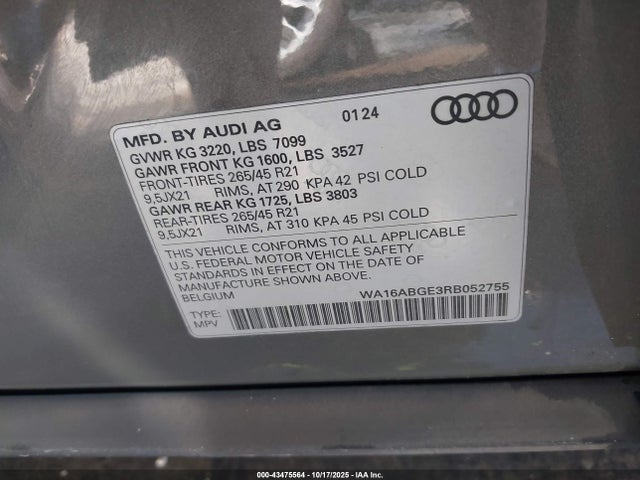 MFD. BY AUDI AG 0124
GVWR KG 3220, LBS 7099
GAWR FRONT KG 1600, LBS 3527
FRONT-TIRES 265/45 R21
9,5JX21 RIMS, AT 290 KPA 42 PSI COLD
GAWR REAR KG 1725, LBS 3803
REAR-TIRES 265/45 R21
9,5JX21 RIMS, AT 310 KPA 45 PSI COLD
THIS VEHICLE CONFORMS TO ALL APPLICABLE
U.S. FEDERAL MOTOR VEHICLE SAFETY
STANDARDS IN EFFECT ON THE DATE OF
MANUFACTURE SHOWN ABOVE.
BELGIUM WA16ABGE3RB052755
TYPE:
MPV
000-43475564 - 10/17/2025 - IAA Inc.